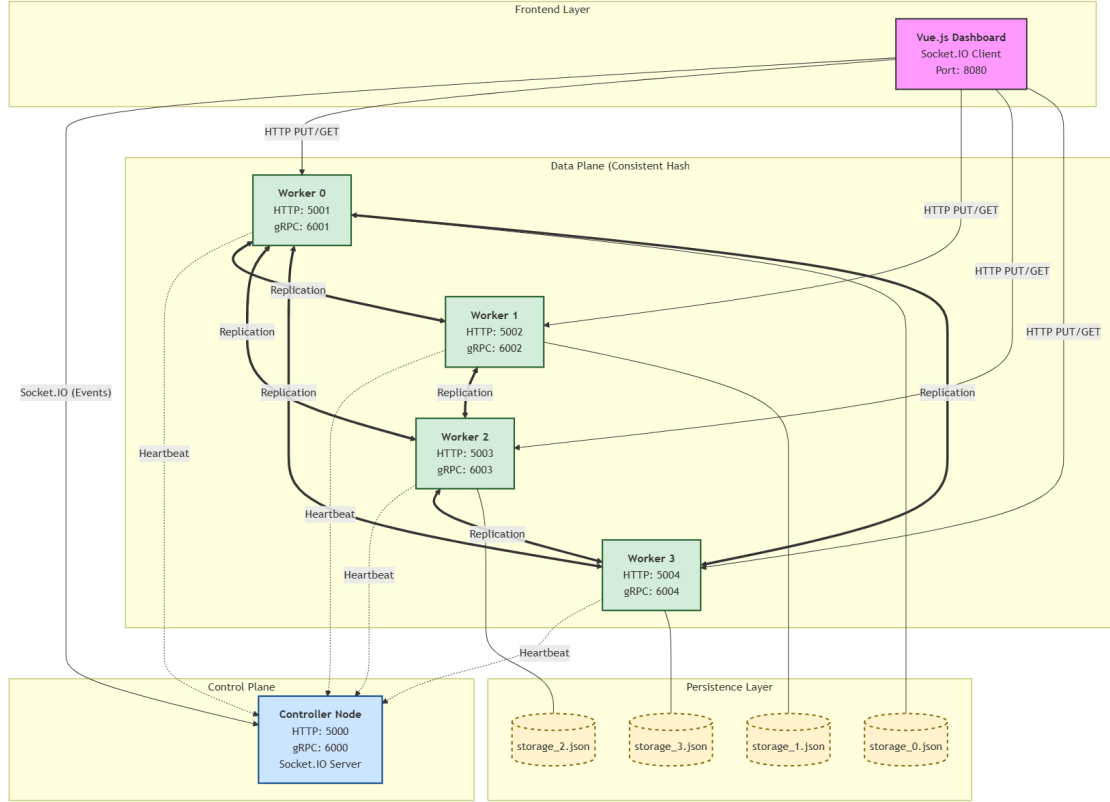 Frontend Layer
Vue.js Dashboard
Socket.IO Client
Port: 8080
HTTP PUT/GET
Data Plane (Consistent Hash
Worker 0
HTTP: 5001
gRPC: 6001
HTTP PUT/GET
HTTP PUT/GET
Replication
Worker 1
HTTP: 5002
gRPC: 6002
Replication
HTTP PUT/GET
Socket.IO (Events)
Replication
Replication
Replication
Worker 2
HTTP: 5003
gRPC: 6003
Heartbeat
Heartbeat
Replication
Worker 3
HTTP: 5004
gRPC: 6004
Heartbeat
Heartbeat
Control Plane
Controller Node
HTTP: 5000
gRPC: 6000
Socket.IO Server
Persistence Layer
storage_2.json
storage_3.json
storage_1.json
storage_0.json